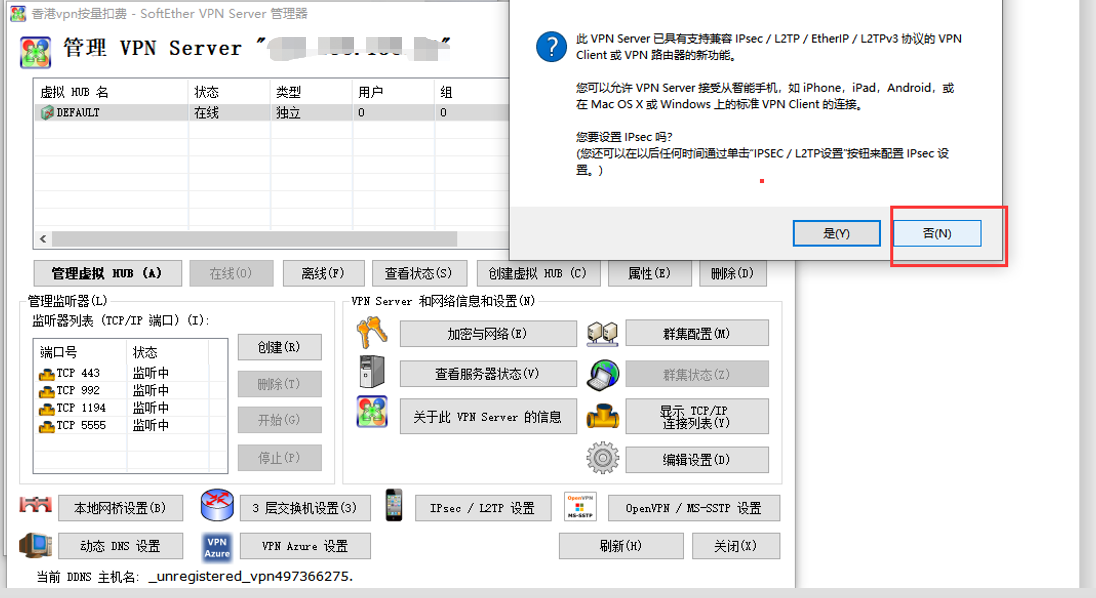 香港vpn按量扣费 - SoftEther VPN Server 管理器
管理 VPN Server "
"
此 VPN Server 已具有支持兼容 IPsec / L2TP / EtherIP / L2TPv3 协议的 VPN
Client 或 VPN 路由器的新功能。
您可以允许 VPN Server 接受从智能手机，如 iPhone，iPad，Android，或
在 Mac OS X 或 Windows 上的标准 VPN Client 的连接。
您要设置 IPsec 吗?
(您还可以在以后任何时间通过单击"IPSEC / L2TP设置"按钮来配置 IPsec 设
置。)
是(Y)
否(N)
虚拟 HUB 名 状态 类型 用户 组
DEFAULT 在线 独立 0 0
管理虚拟 HUB (A)
在线(O)
离线(F)
查看状态(S)
创建虚拟 HUB (C)
属性(E)
删除(D)
管理监听器(L)
监听器列表 (TCP/IP 端口) (I):
端口号 状态
TCP 443 监听中
TCP 992 监听中
TCP 1194 监听中
TCP 5555 监听中
创建(R)
删除(T)
开始(G)
停止(P)
VPN Server 和网络信息和设置(N)
加密与网络(E)
群集配置(M)
查看服务器状态(V)
群集状态(Z)
关于此 VPN Server 的信息
显示 TCP/IP
连接列表(Y)
编辑设置(D)
本地网桥设置(B)
3 层交换机设置(3)
IPsec / L2TP 设置
OpenVPN
MS-SSTP
OpenVPN / MS-SSTP 设置
动态 DNS 设置
VPN
Azure
VPN Azure 设置
刷新(H)
关闭(X)
当前 DDNS 主机名: _unregistered_vpn497366275.